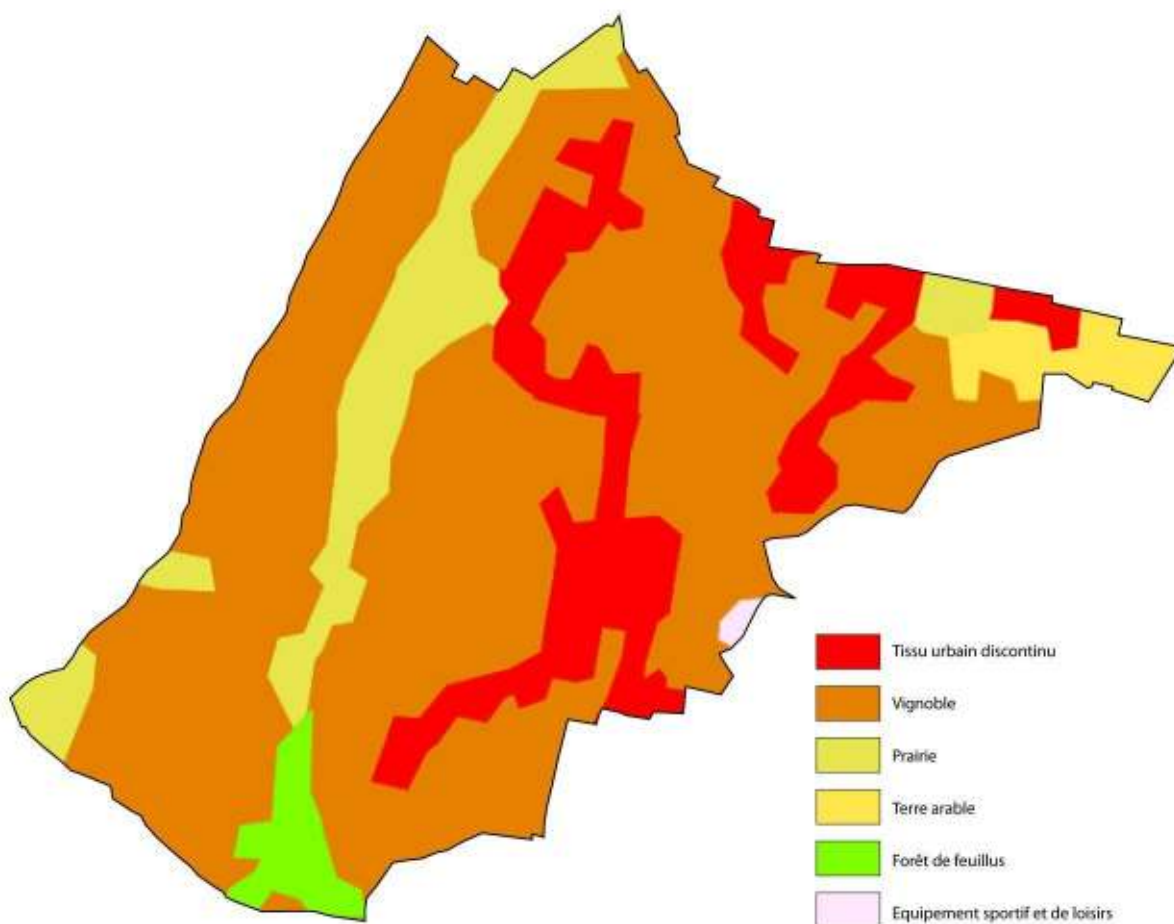 Tissu urbain discontinu
Vignoble
Prairie
Terre arable
Forêt de feuillus
Equipement sportif et de loisirs